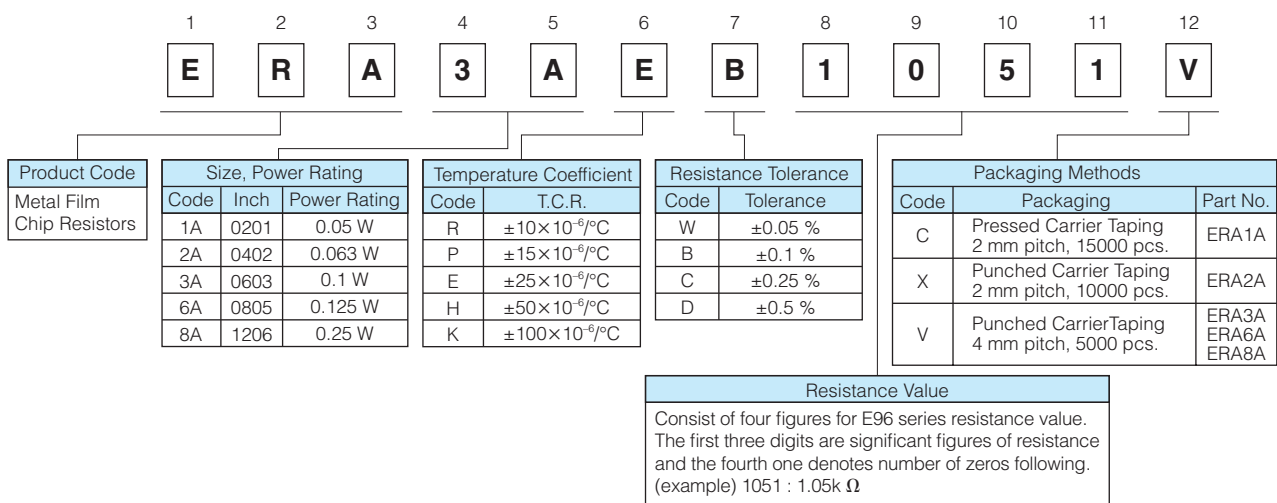 1 2 3 4 5 6 7 8 9 10 11 12
E R A 3 A E B 1 0 5 1 V
Product Code
Metal Film
Chip Resistors
Size, Power Rating
Code Inch Power Rating
1A 0201 0.05 W
2A 0402 0.063 W
3A 0603 0.1 W
6A 0805 0.125 W
8A 1206 0.25 W
Temperature Coefficient
Code T.C.R.
R ±10×10⁻⁶/°C
P ±15×10⁻⁶/°C
E ±25×10⁻⁶/°C
H ±50×10⁻⁶/°C
K ±100×10⁻⁶/°C
Resistance Tolerance
Code Tolerance
W ±0.05 %
B ±0.1 %
C ±0.25 %
D ±0.5 %
Packaging Methods
Code Packaging Part No.
C Pressed Carrier Taping
2 mm pitch, 15000 pcs. ERA1A
X Punched Carrier Taping
2 mm pitch, 10000 pcs. ERA2A
V Punched CarrierTaping
4 mm pitch, 5000 pcs.
ERA3A
ERA6A
ERA8A
Resistance Value
Consist of four figures for E96 series resistance value.
The first three digits are significant figures of resistance
and the fourth one denotes number of zeros following.
(example) 1051 : 1.05k Ω